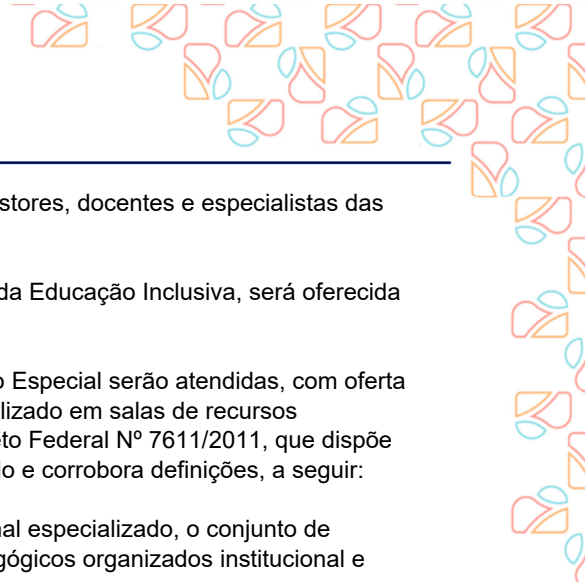 stores, docentes e especialistas das
da Educação Inclusiva, será oferecida
o Especial serão atendidas, com oferta
lizado em salas de recursos
to Federal Nº 7611/2011, que dispõe
do e corrobora definições, a seguir:
nal especializado, o conjunto de
gógicos organizados institucional e